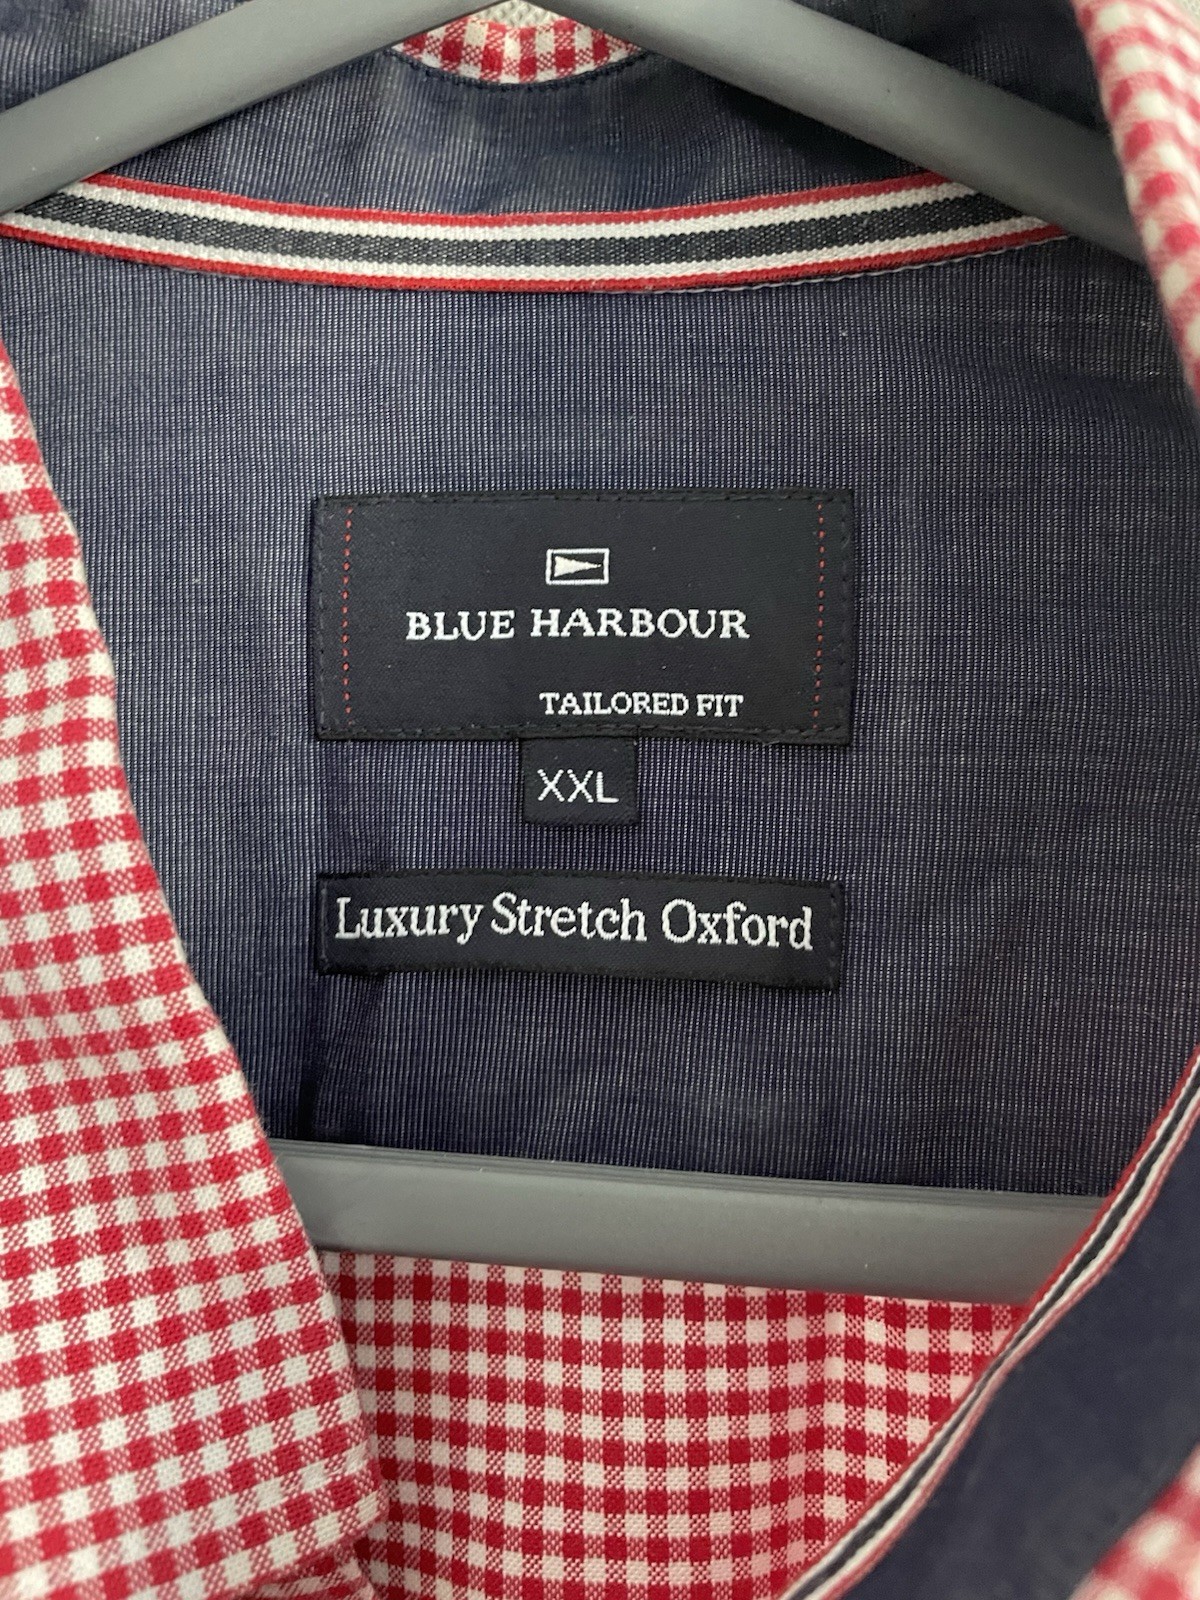 BLUE HARBOUR
TAILORED FIT
XXL
Luxury Stretch Oxford